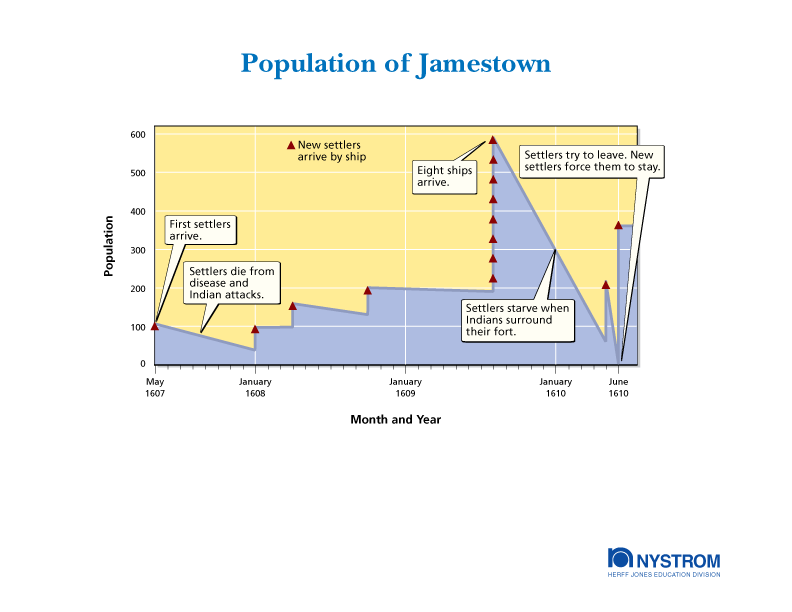 Population of Jamestown
600
500
400
300
200
100
0
Population
New settlers
arrive by ship
First settlers
arrive.
Settlers die from
disease and
Indian attacks.
Eight ships
arrive.
Settlers try to leave. New
settlers force them to stay.
Settlers starve when
Indians surround
their fort.
May
1607
January
1608
January
1609
January
1610
June
1610
Month and Year
NYSTROM
HERFF JONES EDUCATION DIVISION